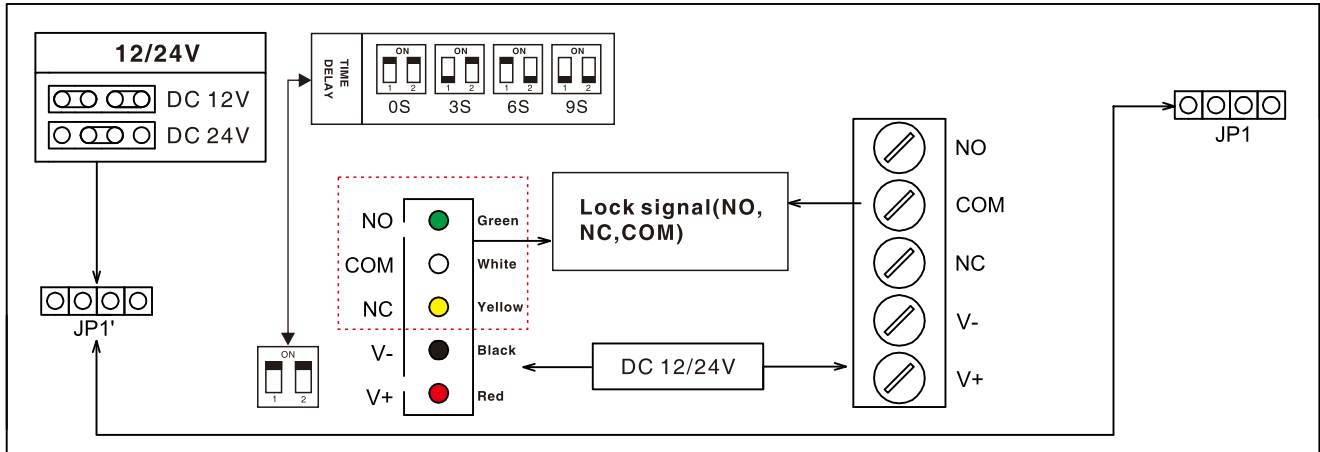 12/24V
DC 12V
DC 24V
TIME
DELAY
ON
1 2
0S
ON
1 2
3S
ON
1 2
6S
ON
1 2
9S
JP1'
ON
1 2
NO
Green
COM
White
NC
Yellow
V-
Black
V+
Red
Lock signal(NO,
NC,COM)
DC 12/24V
NO
COM
NC
V-
V+
JP1